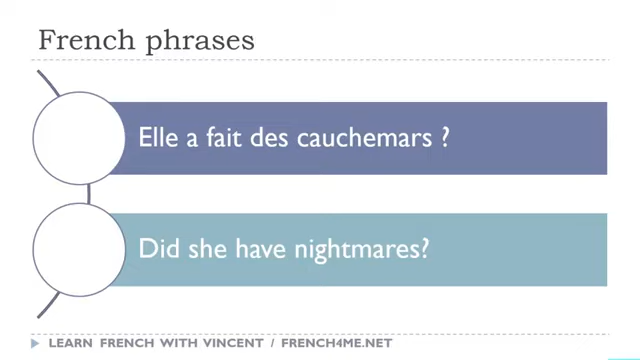 French phrases
Elle a fait des cauchemars ?
Did she have nightmares?
LEARN FRENCH WITH VINCENT / FRENCH4ME.NET